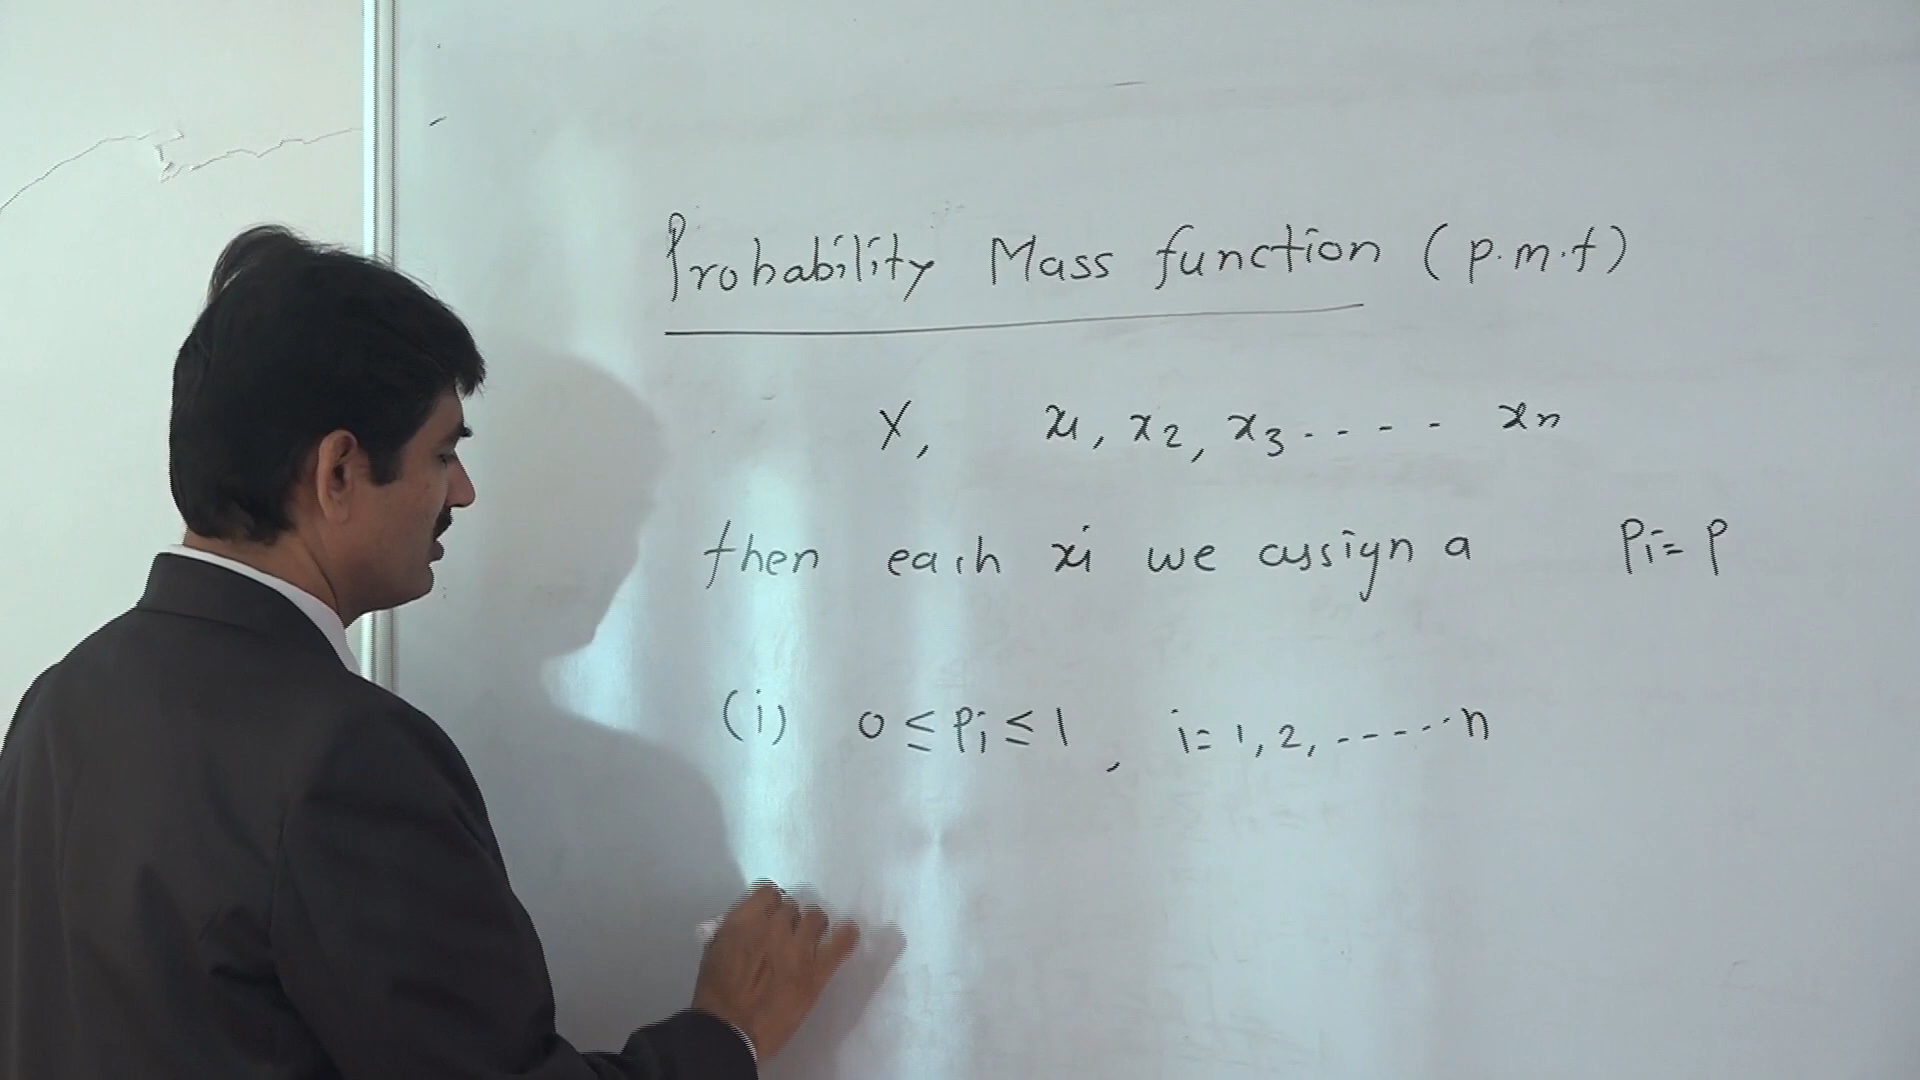 Probability Mass function (p.m.f)
X, x1, x2, x3 . - - - xn
then each xi we assign a Pi= P
(i) 0 ≤ Pi ≤ 1 , i= 1, 2, - - - - - n